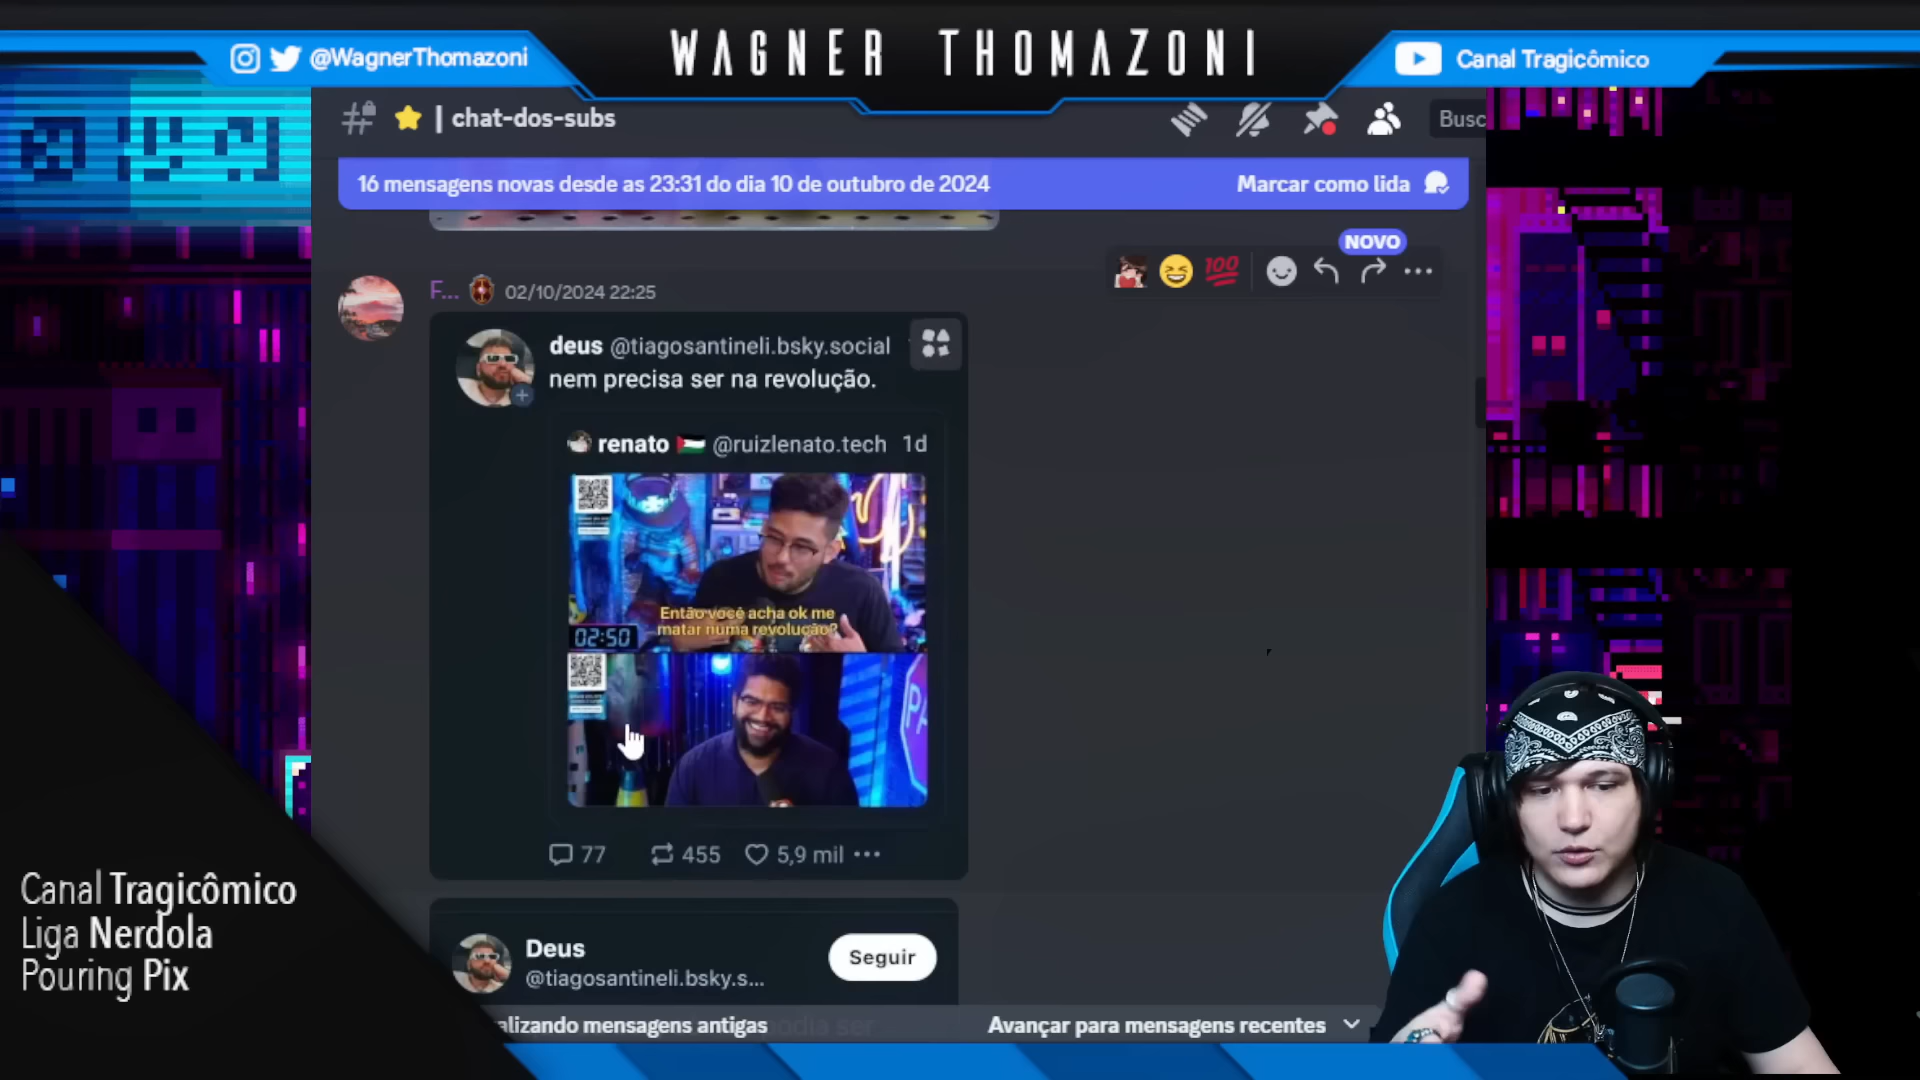 WAGNER THOMAZONI
@WagnerThomazoni
Canal Tragicômico
| chat-dos-subs
Busc
16 mensagens novas desde as 23:31 do dia 10 de outubro de 2024
Marcar como lida
NOVO
100
F... 02/10/2024 22:25
deus @tiagosantineli.bsky.social
nem precisa ser na revolução.
renato @ruizlenato.tech 1d
Então você acha ok me
matar numa revolução?
02:50
77 455 5,9 mil
Deus
@tiagosantineli.bsky.s...
Seguir
alizando mensagens antigas
Avançar para mensagens recentes
Canal Tragicômico
Liga Nerdola
Pouring Pix